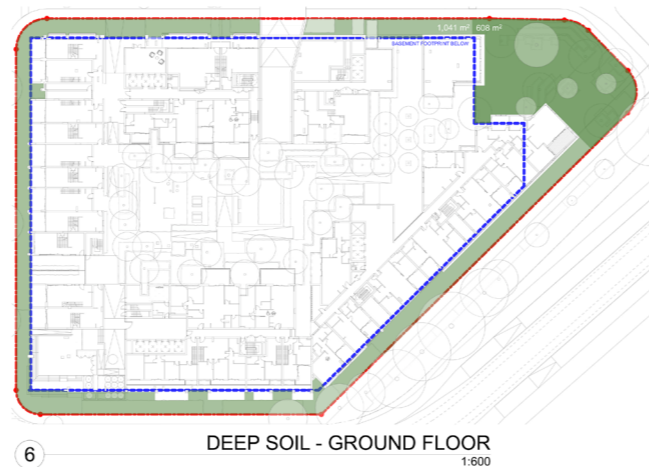 1,041 m² 608 m²
BASEMENT FOOTPRINT BELOW
6
DEEP SOIL - GROUND FLOOR
1:600